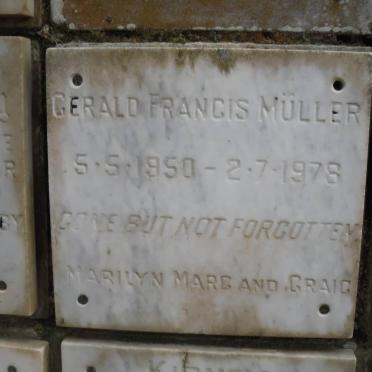 GERALD FRANCIS MÜLLER
5·5·1950 – 2·7·1978
GONE BUT NOT FORGOTTEN
MARILYN MARC AND CRAIG